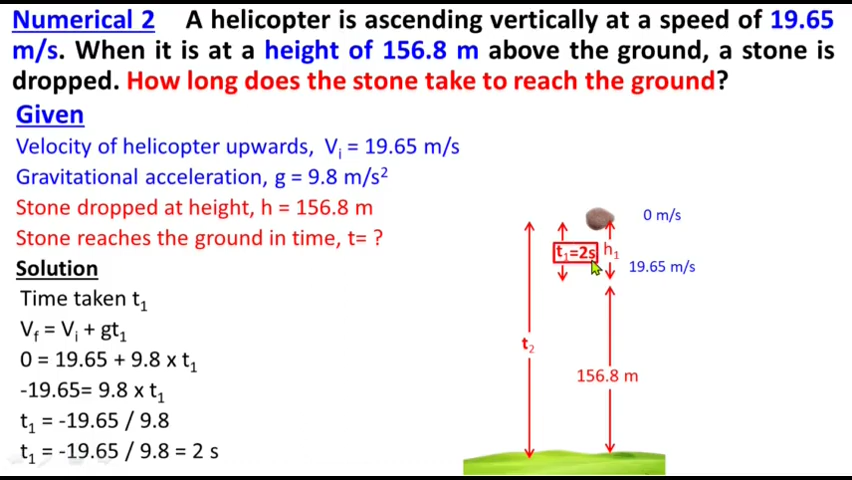 Numerical 2 A helicopter is ascending vertically at a speed of 19.65
m/s. When it is at a height of 156.8 m above the ground, a stone is
dropped. How long does the stone take to reach the ground?
Given
Velocity of helicopter upwards, Vᵢ = 19.65 m/s
Gravitational acceleration, g = 9.8 m/s²
Stone dropped at height, h = 156.8 m
Stone reaches the ground in time, t= ?
Solution
Time taken t₁
V_f = Vᵢ + gt₁
0 = 19.65 + 9.8 x t₁
-19.65= 9.8 x t₁
t₁ = -19.65 / 9.8
t₁ = -19.65 / 9.8 = 2 s
0 m/s
t₁=2s h₁
19.65 m/s
t₂
156.8 m